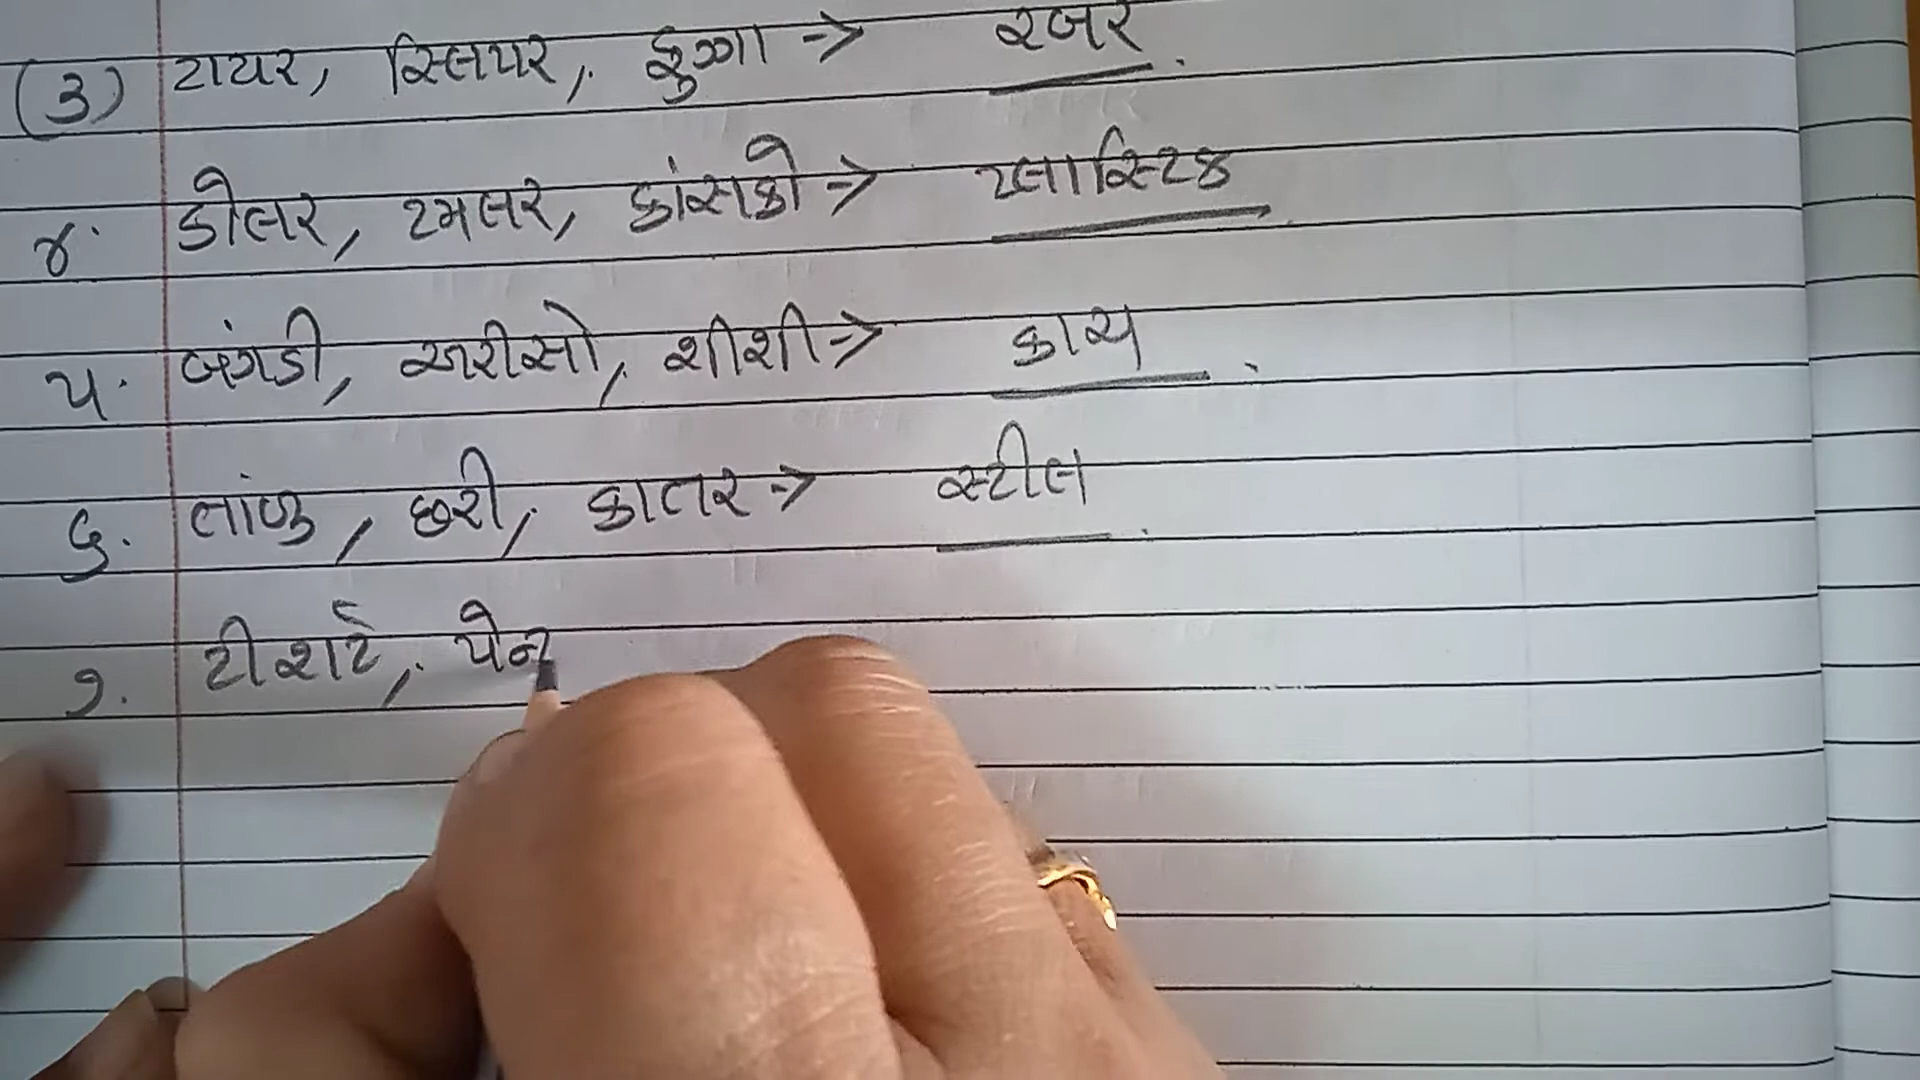 (૩) ટાયર, સ્લિપર, ફુગ્ગા -> રબર.
૪. ડોલર, ટમલર, કાંસકો -> પ્લાસ્ટિક
૫. બંગડી, અરીસો, શીશી -> કાચ.
૬. તાંળુ, છરી, કાતર -> સ્ટીલ.
૭. ટીશર્ટ, પેન